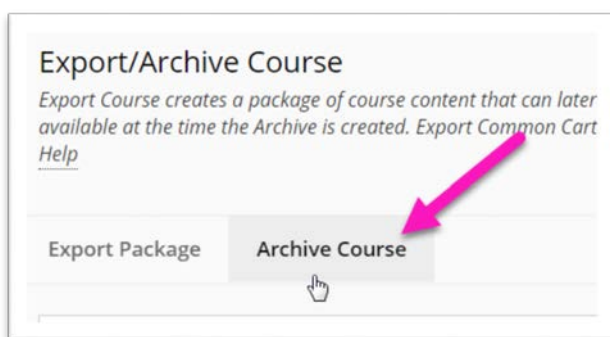 Export/Archive Course
Export Course creates a package of course content that can later
available at the time the Archive is created. Export Common Cart
Help
Export Package Archive Course